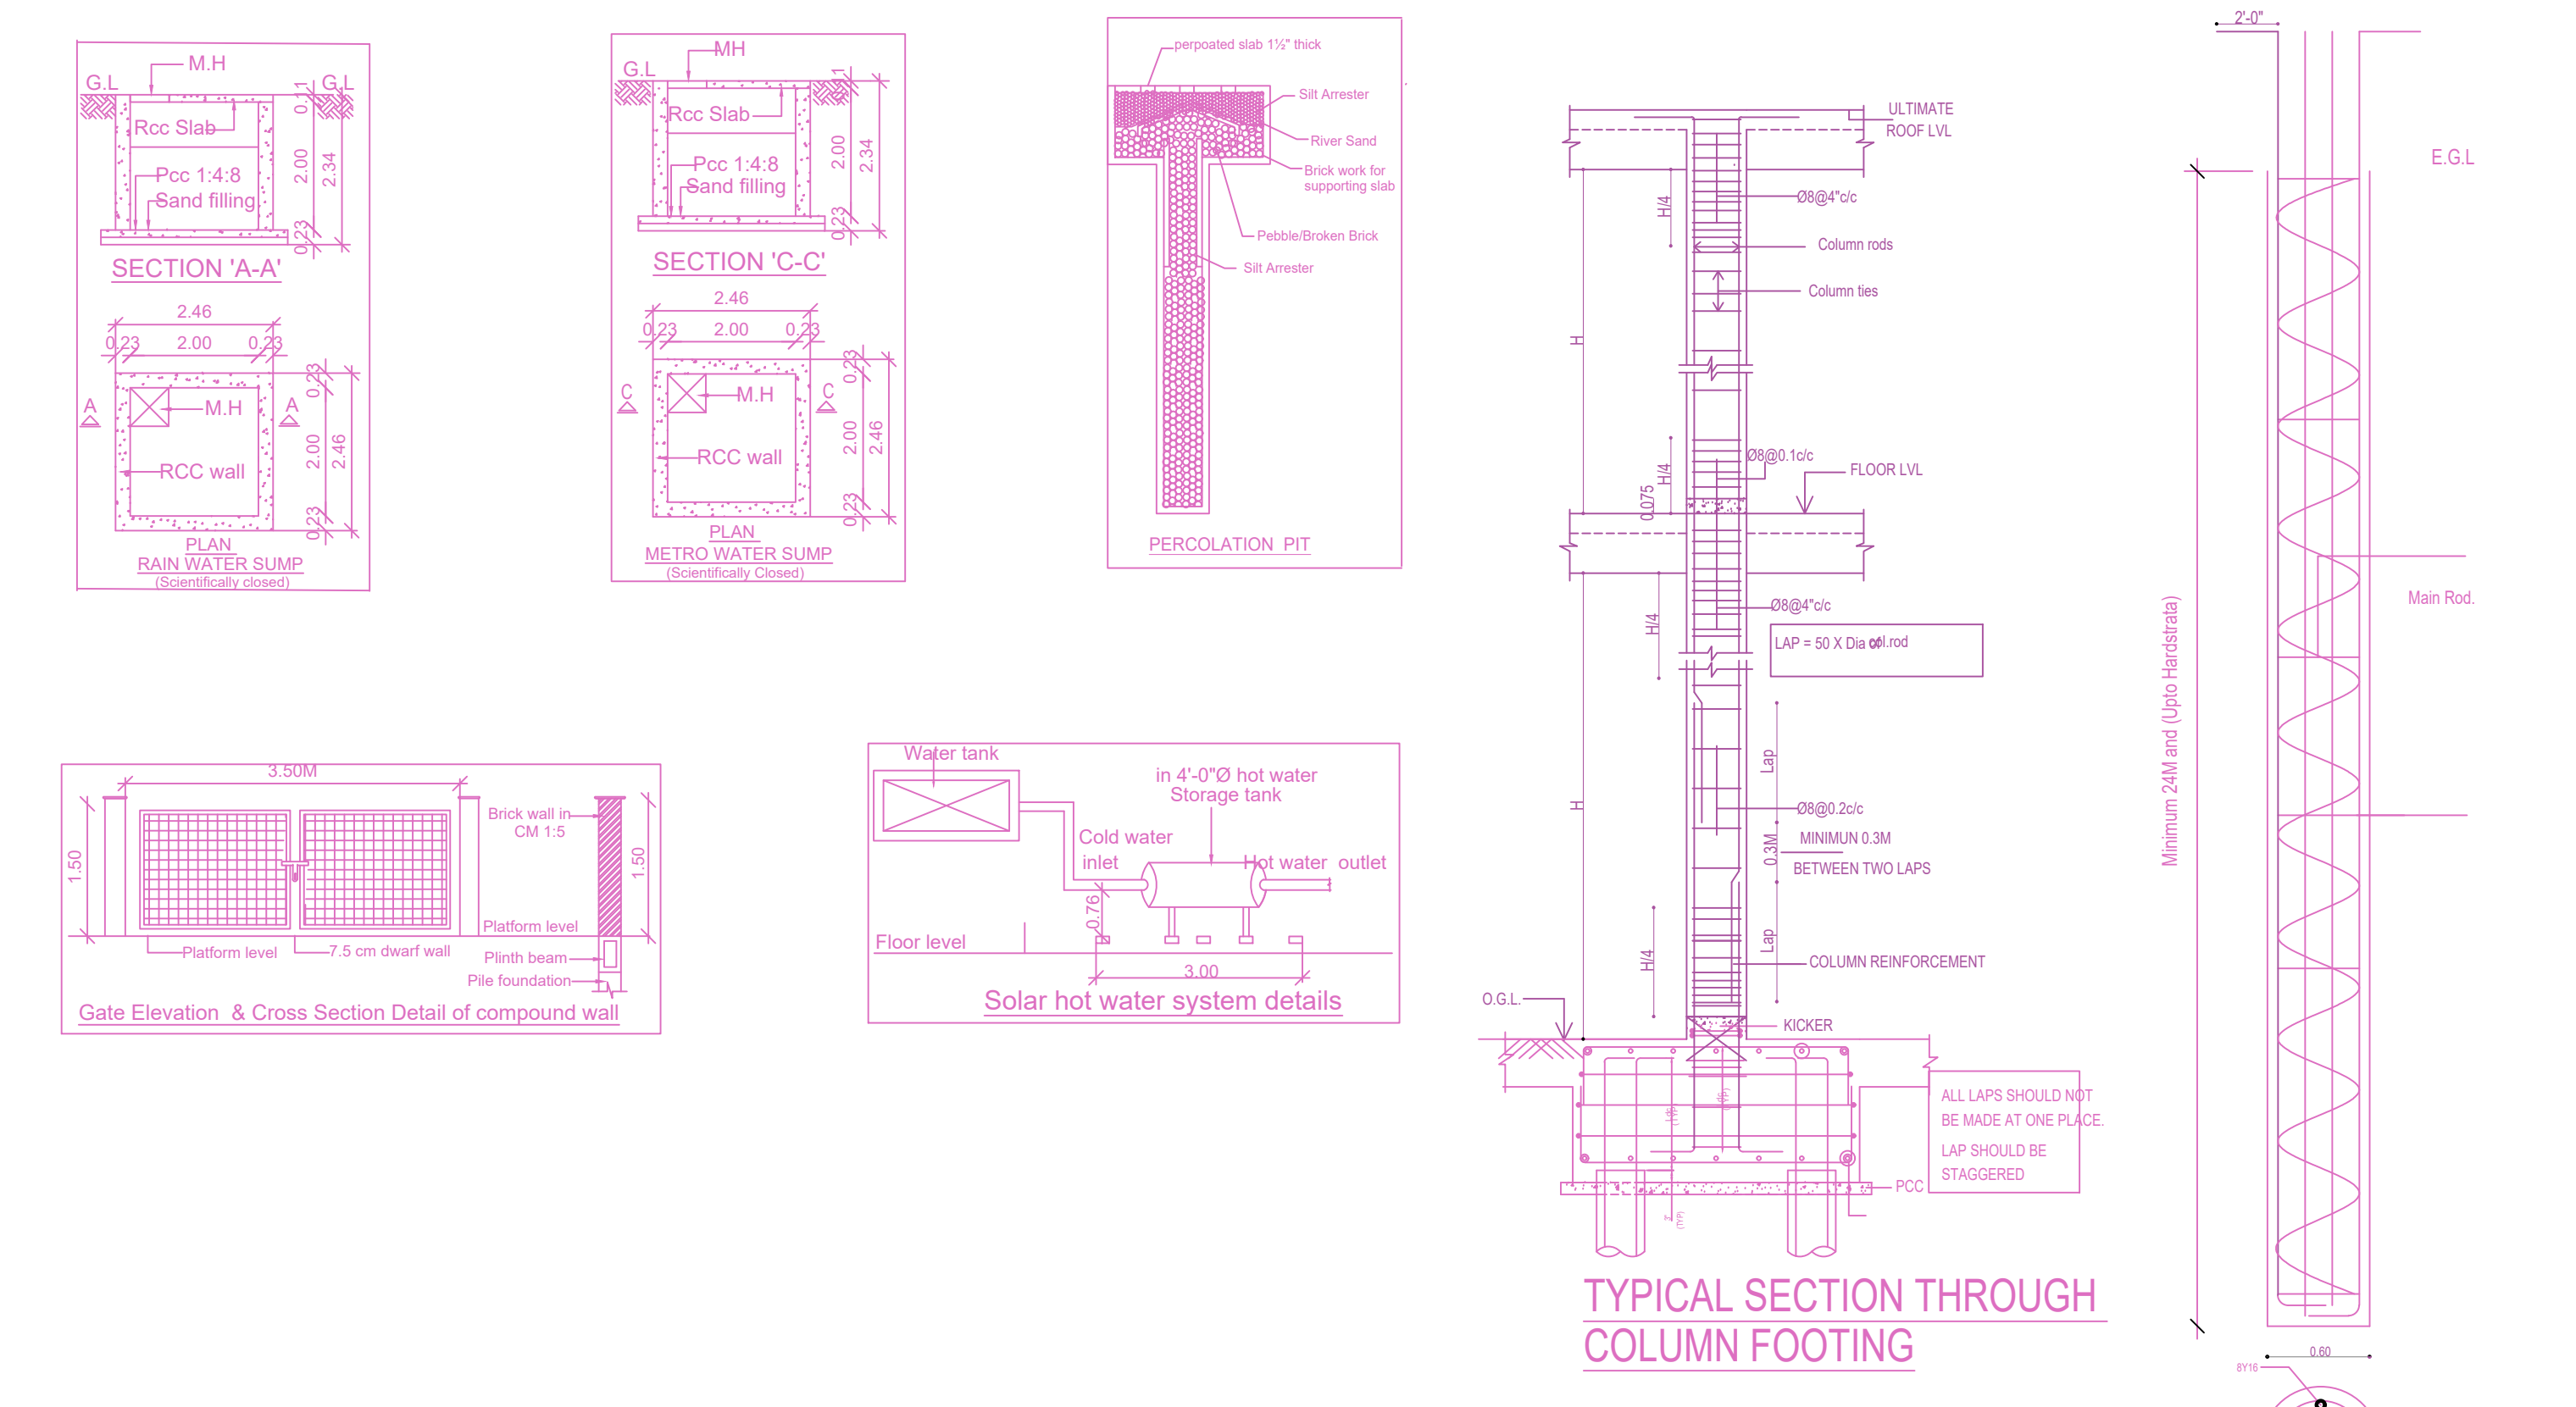 M.H
G.L
G.L
Rcc Slab
Pcc 1:4:8
Sand filling
0.11
2.00
2.34
0.23
SECTION 'A-A'
2.46
0.23
2.00
0.23
A
A
M.H
RCC wall
0.23
2.00
2.46
0.23
PLAN
RAIN WATER SUMP
(Scientifically closed)
MH
G.L
Rcc Slab
Pcc 1:4:8
Sand filling
2.00
2.34
0.23
SECTION 'C-C'
2.46
0.23
2.00
0.23
C
C
M.H
RCC wall
0.23
2.00
2.46
0.23
PLAN
METRO WATER SUMP
(Scientifically Closed)
perpoated slab 1½" thick
Silt Arrester
River Sand
Brick work for
supporting slab
Pebble/Broken Brick
Silt Arrester
PERCOLATION PIT
3.50M
1.50
Brick wall in
CM 1:5
1.50
Platform level
Platform level
7.5 cm dwarf wall
Plinth beam
Pile foundation
Gate Elevation & Cross Section Detail of compound wall
Water tank
in 4'-0"Ø hot water
Storage tank
Cold water
inlet
Hot water outlet
0.76
Floor level
3.00
Solar hot water system details
ULTIMATE
ROOF LVL
H/4
Ø8@4"c/c
Column rods
Column ties
H
Ø8@0.1c/c
H/4
0.075
FLOOR LVL
Ø8@4"c/c
H/4
LAP = 50 X Dia of col.rod
Lap
H
Ø8@0.2c/c
0.3M
MINIMUN 0.3M
BETWEEN TWO LAPS
Lap
H/4
COLUMN REINFORCEMENT
O.G.L.
KICKER
ALL LAPS SHOULD NOT
BE MADE AT ONE PLACE.
LAP SHOULD BE
STAGGERED
PCC
(TYP)
(TYP)
3"
(TYP)
TYPICAL SECTION THROUGH
COLUMN FOOTING
2'-0"
E.G.L
Main Rod.
Minimum 24M and (Upto Hardstrata)
0.60
8Y16